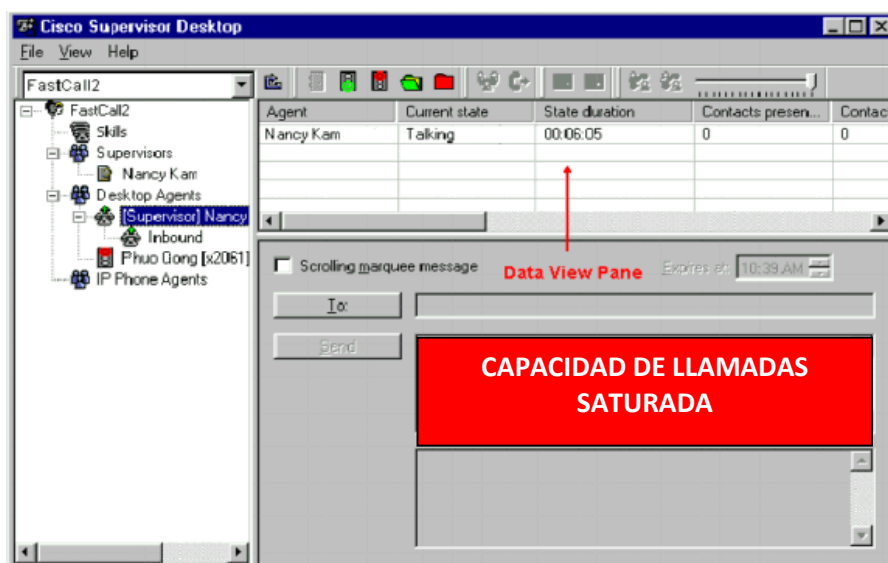 Cisco Supervisor Desktop
File View Help
FastCall2
FastCall2
Skills
Supervisors
Nancy Kam
Desktop Agents
[Supervisor] Nancy
Inbound
Phuo Gong [x2061]
IP Phone Agents
Agent Current state State duration Contacts presen... Contac
Nancy Kam Talking 00:06:05 0 0
Scrolling marquee message
Data View Pane
Expires at: 10:39 AM
To:
Send
CAPACIDAD DE LLAMADAS
SATURADA